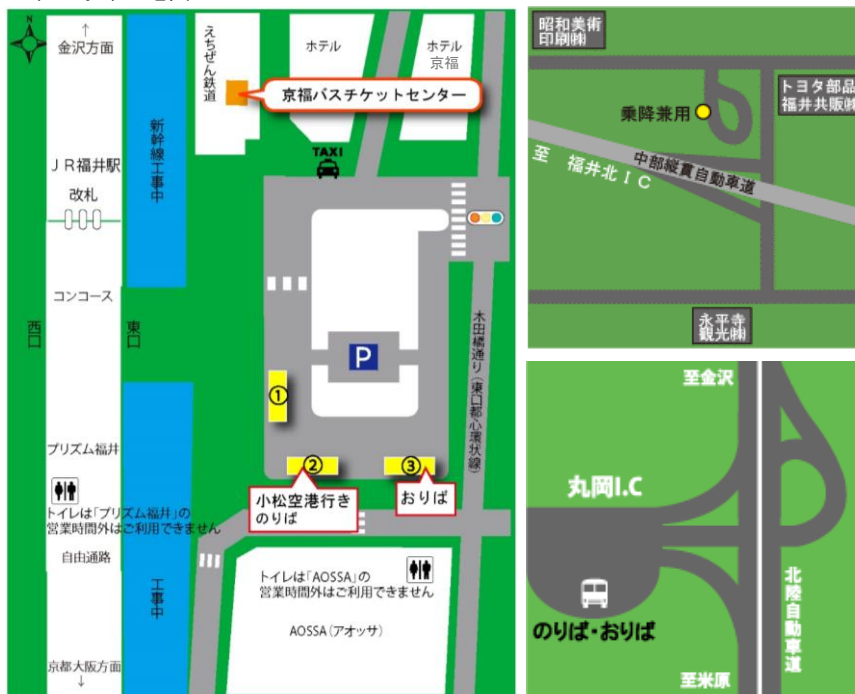 N
↑
金沢方面
えちぜん鉄道
ホテル
ホテル
京福
京福バスチケットセンター
新幹線工事中
TAXI
ＪＲ福井駅
改札
コンコース
西口
東口
P
木田橋通り(東口都心環状線)
①
②
③
小松空港行き
のりば
おりば
プリズム福井
トイレは「プリズム福井」の
営業時間外はご利用できません
自由通路
工事中
トイレは「AOSSA」の
営業時間外はご利用できません
AOSSA(アオッサ)
京都大阪方面
↓
昭和美術
印刷㈱
トヨタ部品
福井共販㈱
乗降兼用
中部縦貫自動車道
至 福井北ＩＣ
永平寺
観光㈱
至金沢
丸岡I.C
のりば・おりば
北陸自動車道
至米原